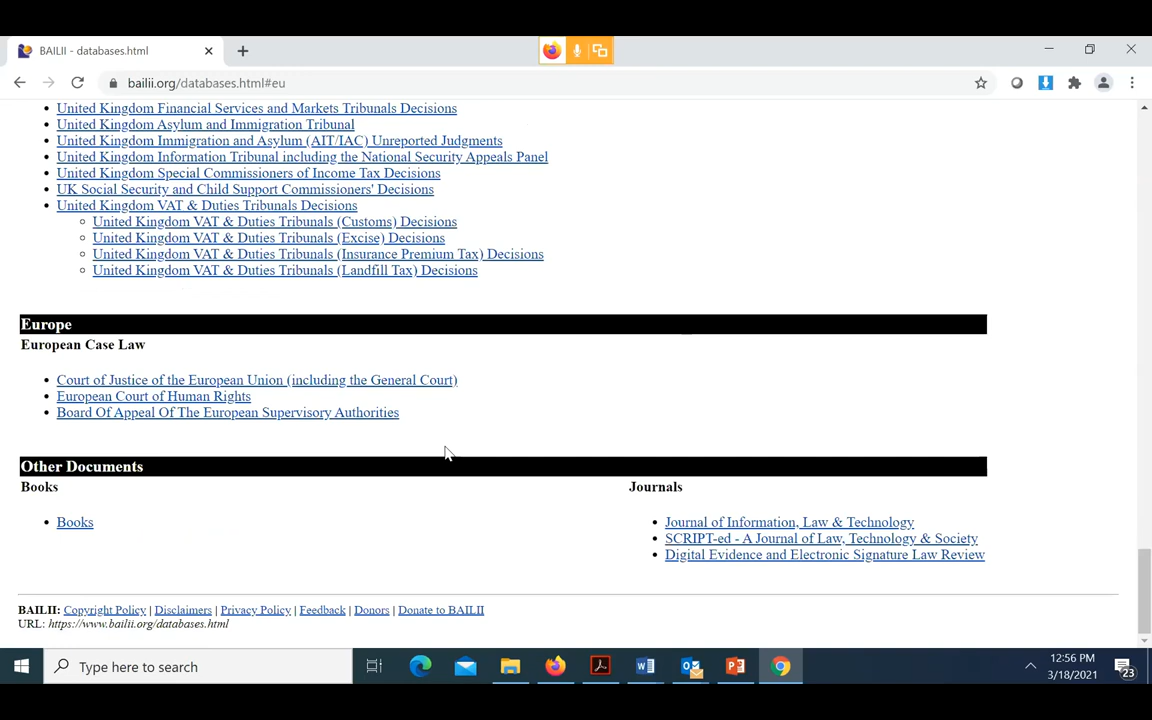 BAILII - databases.html
bailii.org/databases.html#eu
United Kingdom Financial Services and Markets Tribunals Decisions
United Kingdom Asylum and Immigration Tribunal
United Kingdom Immigration and Asylum (AIT/IAC) Unreported Judgments
United Kingdom Information Tribunal including the National Security Appeals Panel
United Kingdom Special Commissioners of Income Tax Decisions
UK Social Security and Child Support Commissioners' Decisions
United Kingdom VAT & Duties Tribunals Decisions
United Kingdom VAT & Duties Tribunals (Customs) Decisions
United Kingdom VAT & Duties Tribunals (Excise) Decisions
United Kingdom VAT & Duties Tribunals (Insurance Premium Tax) Decisions
United Kingdom VAT & Duties Tribunals (Landfill Tax) Decisions
Europe
European Case Law
Court of Justice of the European Union (including the General Court)
European Court of Human Rights
Board Of Appeal Of The European Supervisory Authorities
Other Documents
Books
Books
Journals
Journal of Information, Law & Technology
SCRIPT-ed - A Journal of Law, Technology & Society
Digital Evidence and Electronic Signature Law Review
BAILII: Copyright Policy | Disclaimers | Privacy Policy | Feedback | Donors | Donate to BAILII
URL: https://www.bailii.org/databases.html
Type here to search
12:56 PM
3/18/2021
23